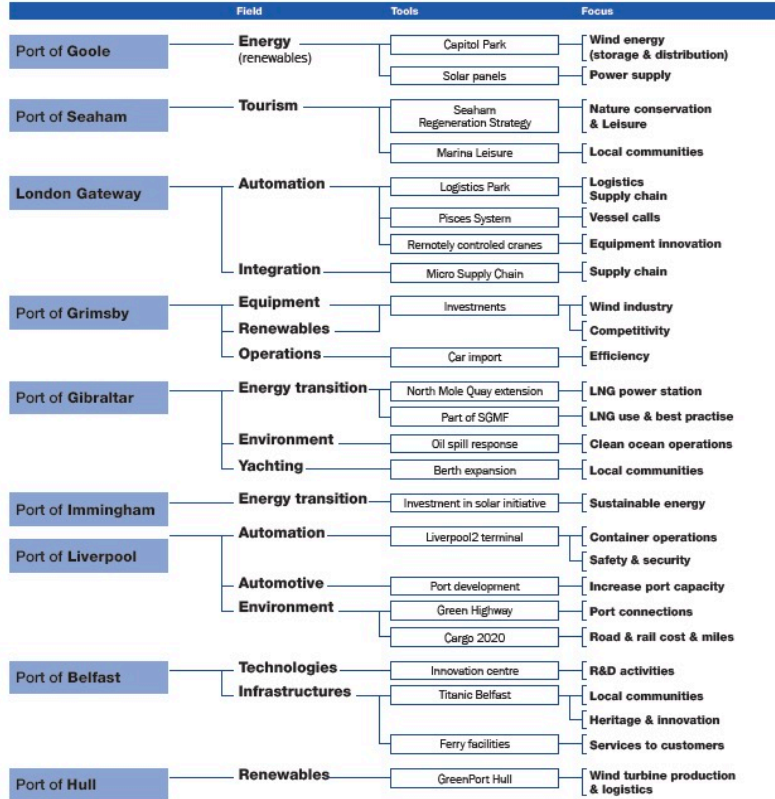 Field Tools Focus
Port of Goole
Energy
(renewables)
Capitol Park
Wind energy
(storage & distribution)
Solar panels
Power supply
Port of Seaham
Tourism
Seaham
Regeneration Strategy
Nature conservation
& Leisure
Marina Leisure
Local communities
London Gateway
Automation
Logistics Park
Logistics
Supply chain
Pisces System
Vessel calls
Remotely controled cranes
Equipment innovation
Integration
Micro Supply Chain
Supply chain
Port of Grimsby
Equipment
Investments
Wind industry
Renewables
Competitivity
Operations
Car import
Efficiency
Port of Gibraltar
Energy transition
North Mole Quay extension
LNG power station
Part of SGMF
LNG use & best practise
Environment
Oil spill response
Clean ocean operations
Yachting
Berth expansion
Local communities
Port of Immingham
Energy transition
Investment in solar initiative
Sustainable energy
Port of Liverpool
Automation
Liverpool2 terminal
Container operations
Safety & security
Automotive
Port development
Increase port capacity
Environment
Green Highway
Port connections
Cargo 2020
Road & rail cost & miles
Port of Belfast
Technologies
Innovation centre
R&D activities
Infrastructures
Titanic Belfast
Local communities
Heritage & innovation
Ferry facilities
Services to customers
Port of Hull
Renewables
GreenPort Hull
Wind turbine production
& logistics